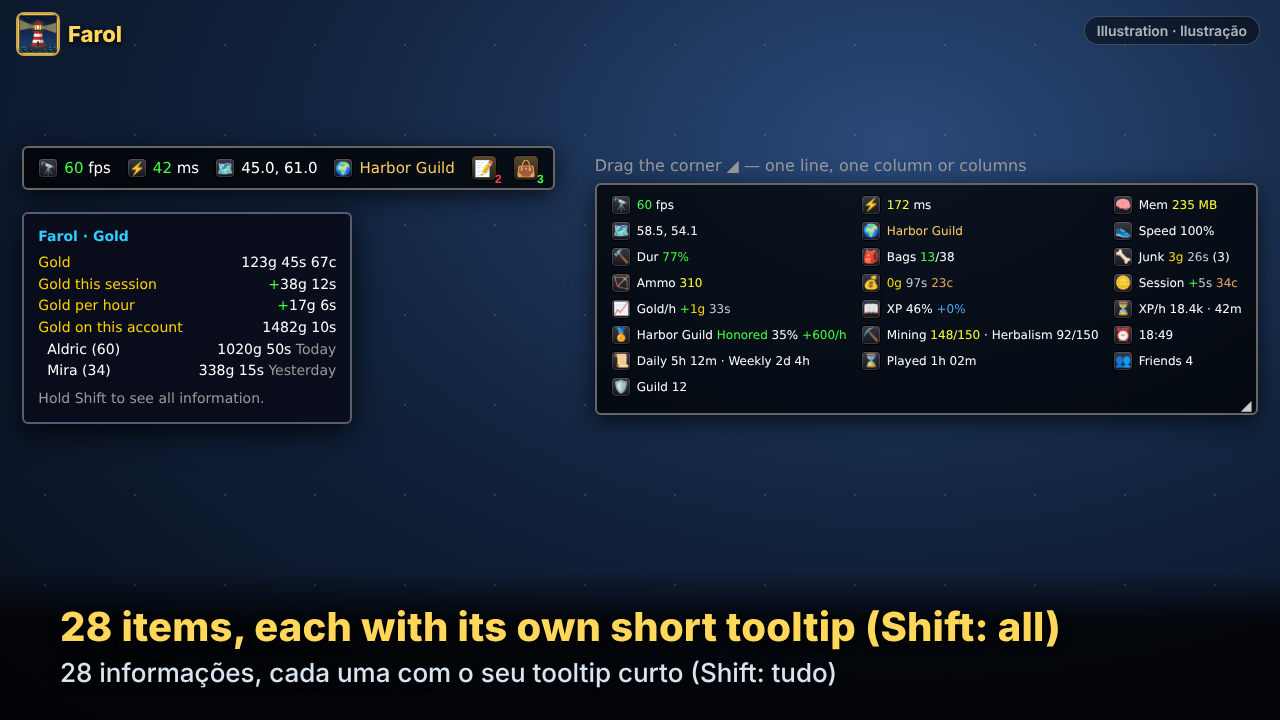 Farol
Illustration · Ilustração
60 fps 42 ms 45.0, 61.0 Harbor Guild 2 3
Farol · Gold
Gold 123g 45s 67c
Gold this session +38g 12s
Gold per hour +17g 6s
Gold on this account 1482g 10s
Aldric (60) 1020g 50s Today
Mira (34) 338g 15s Yesterday
Hold Shift to see all information.
Drag the corner ◢ — one line, one column or columns
60 fps 172 ms Mem 235 MB
58.5, 54.1 Harbor Guild Speed 100%
Dur 77% Bags 13/38 Junk 3g 26s (3)
Ammo 310 0g 97s 23c Session +5s 34c
Gold/h +1g 33s XP 46% +0% XP/h 18.4k · 42m
Harbor Guild Honored 35% +600/h Mining 148/150 · Herbalism 92/150 18:49
Daily 5h 12m · Weekly 2d 4h Played 1h 02m Friends 4
Guild 12
28 items, each with its own short tooltip (Shift: all)
28 informações, cada uma com o seu tooltip curto (Shift: tudo)